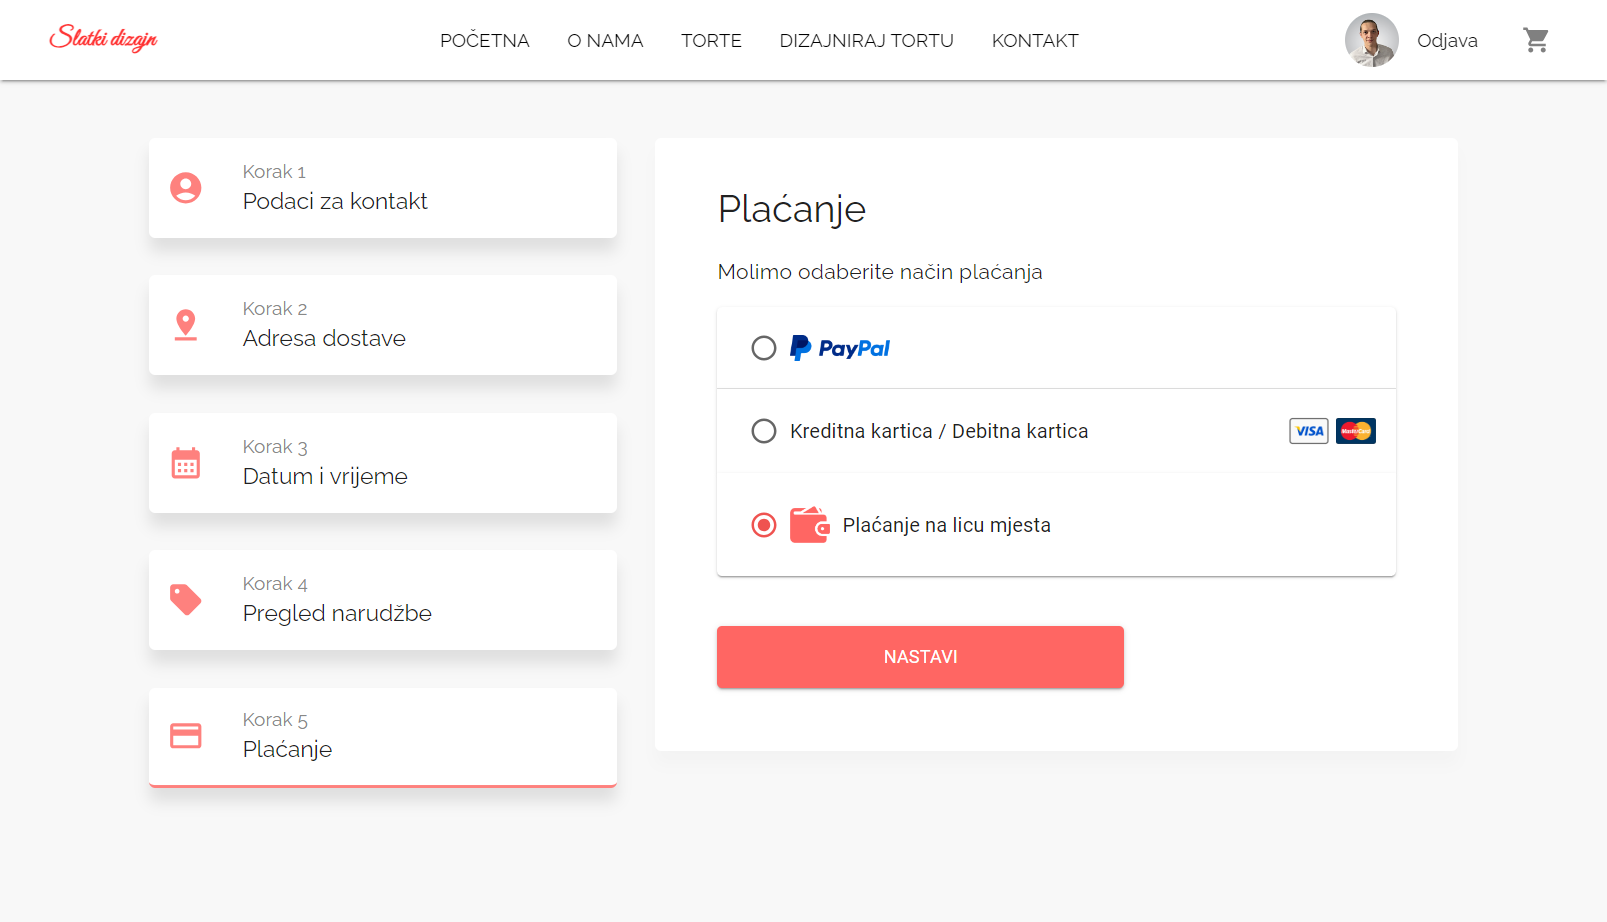 Slatki dizajn
POČETNA
O NAMA
TORTE
DIZAJNIRAJ TORTU
KONTAKT
Odjava
Korak 1
Podaci za kontakt
Korak 2
Adresa dostave
Korak 3
Datum i vrijeme
Korak 4
Pregled narudžbe
Korak 5
Plaćanje
Plaćanje
Molimo odaberite način plaćanja
PayPal
Kreditna kartica / Debitna kartica
VISA
MasterCard
Plaćanje na licu mjesta
NASTAVI